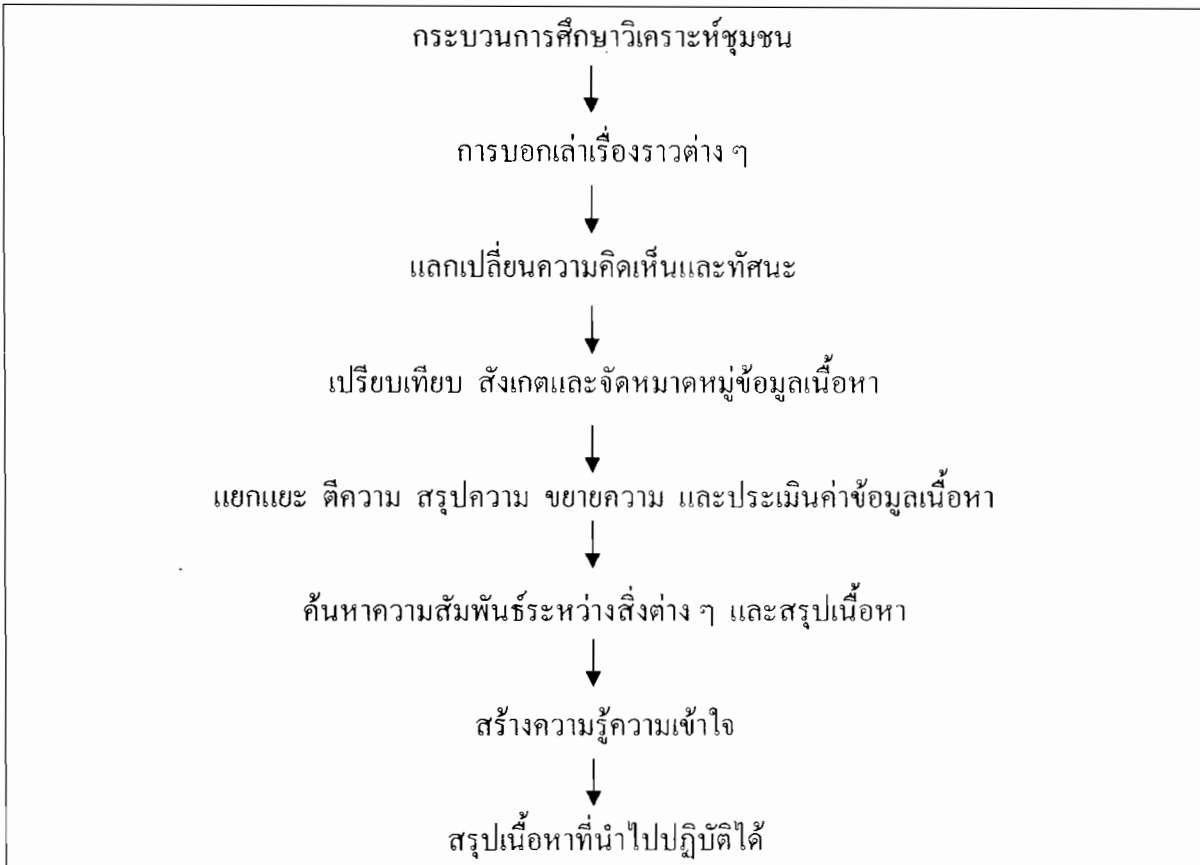 กระบวนการศึกษาวิเคราะห์ชุมชน
การบอกเล่าเรื่องราวต่าง ๆ
แลกเปลี่ยนความคิดเห็นและทัศนะ
เปรียบเทียบ สังเกตและจัดหมาดหมู่ข้อมูลเนื้อหา
แยกแยะ ตีความ สรุปความ ขยายความ และประเมินค่าข้อมูลเนื้อหา
ค้นหาความสัมพันธ์ระหว่างสิ่งต่าง ๆ และสรุปเนื้อหา
สร้างความรู้ความเข้าใจ
สรุปเนื้อหาที่นำไปปฏิบัติได้